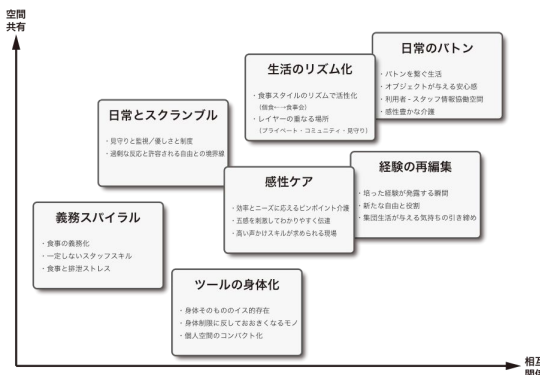 空間
共有
日常のバトン
・バトンを繋ぐ生活
・オブジェクトが与える安心感
・利用者 - スタッフ情報協働空間
・感性豊かな介護
生活のリズム化
・食事スタイルのリズムで活性化
(個食←→食事会)
・レイヤーの重なる場所
(プライベート・コミュニティ・見守り)
日常とスクランブル
・見守りと監視／優しさと制度
・過剰な反応と許容される自由との境界線
経験の再編集
・培った経験が発露する瞬間
・新たな自由と役割
・集団生活が与える気持ちの引き締め
感性ケア
・効率とニーズに応えるピンポイント介護
・五感を刺激してわかりやすく伝達
・高い声かけスキルが求められる現場
義務スパイラル
・食事の義務化
・一定しないスタッフスキル
・食事と排泄ストレス
ツールの身体化
・身体そのもののイス的存在
・身体制限に反しておおきくなるモノ
・個人空間のコンパクト化
相互
関係